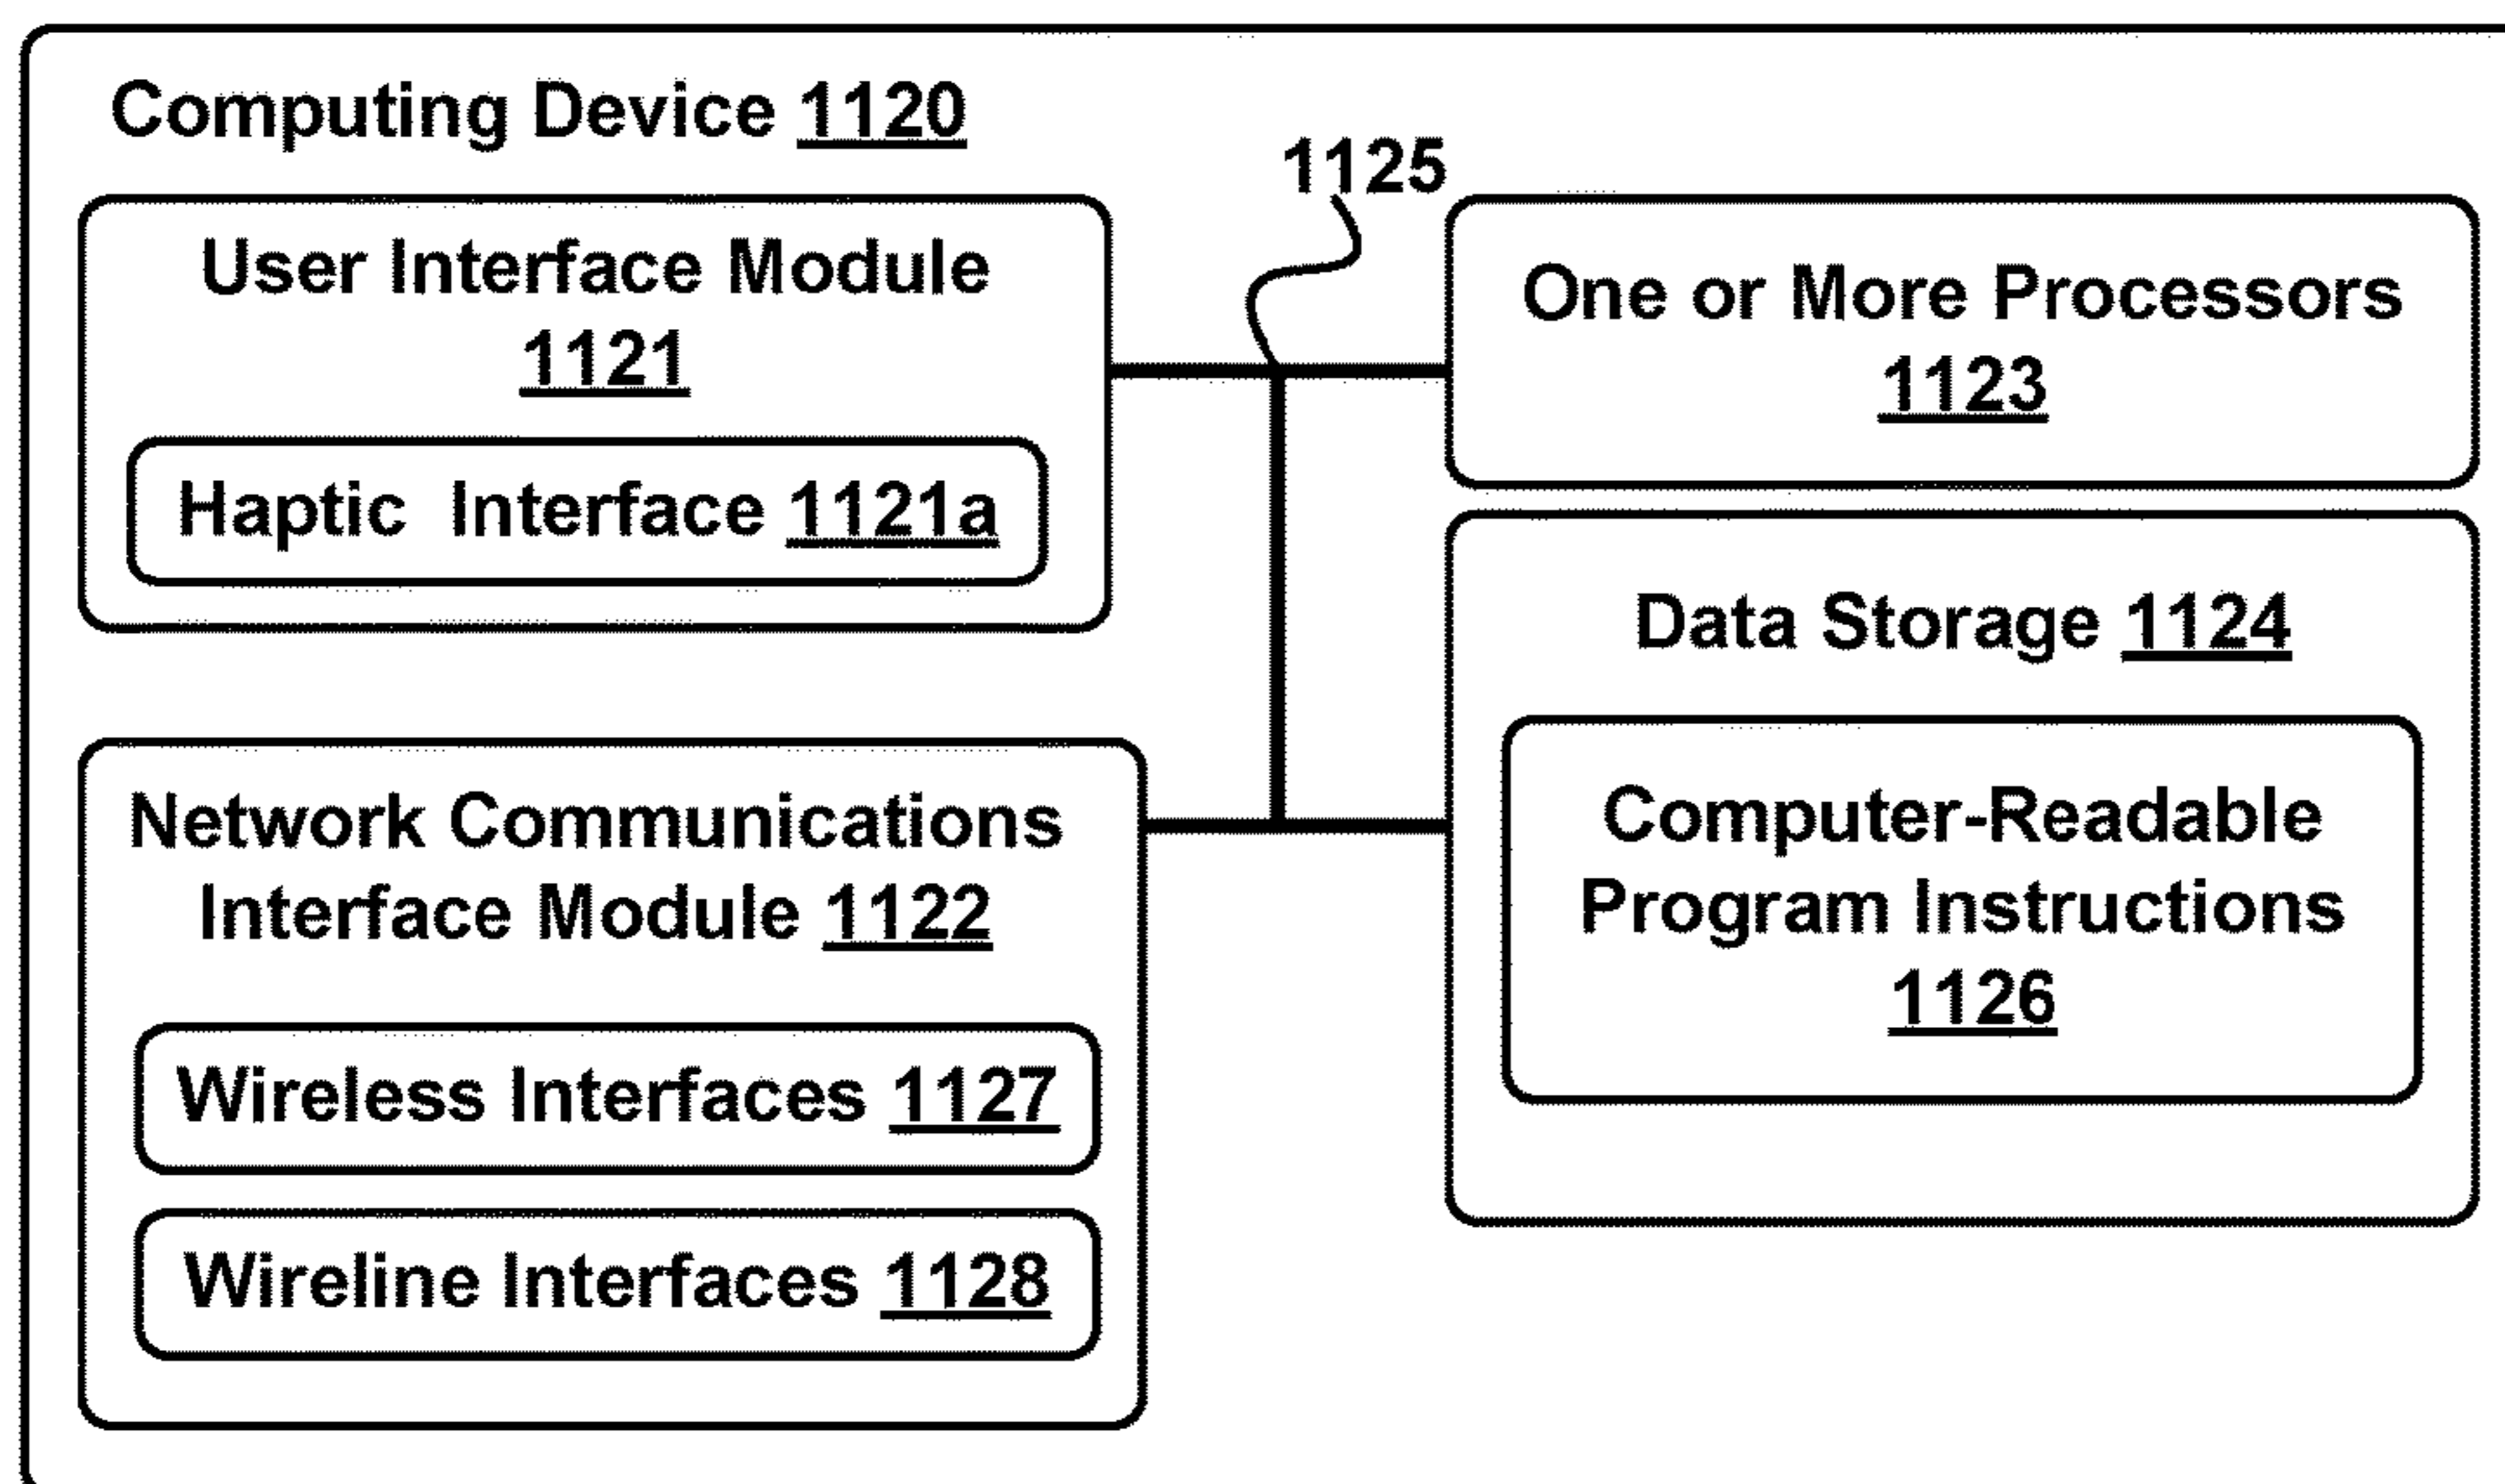 Computing Device 1120
1125
User Interface Module
1121
Haptic Interface 1121a
One or More Processors
1123
Data Storage 1124
Computer-Readable
Program Instructions
1126
Network Communications
Interface Module 1122
Wireless Interfaces 1127
Wireline Interfaces 1128